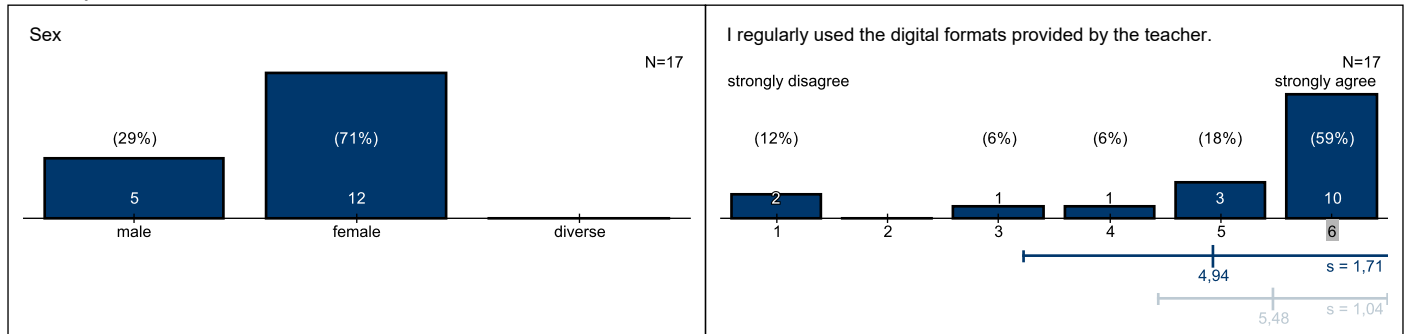 Sex
N=17
(29%) (71%)
5 12
male female diverse
I regularly used the digital formats provided by the teacher.
N=17
strongly disagree strongly agree
(12%) (6%) (6%) (18%) (59%)
2 1 1 3 10
1 2 3 4 5 6
s = 1,71
4,94
s = 1,04
5,48